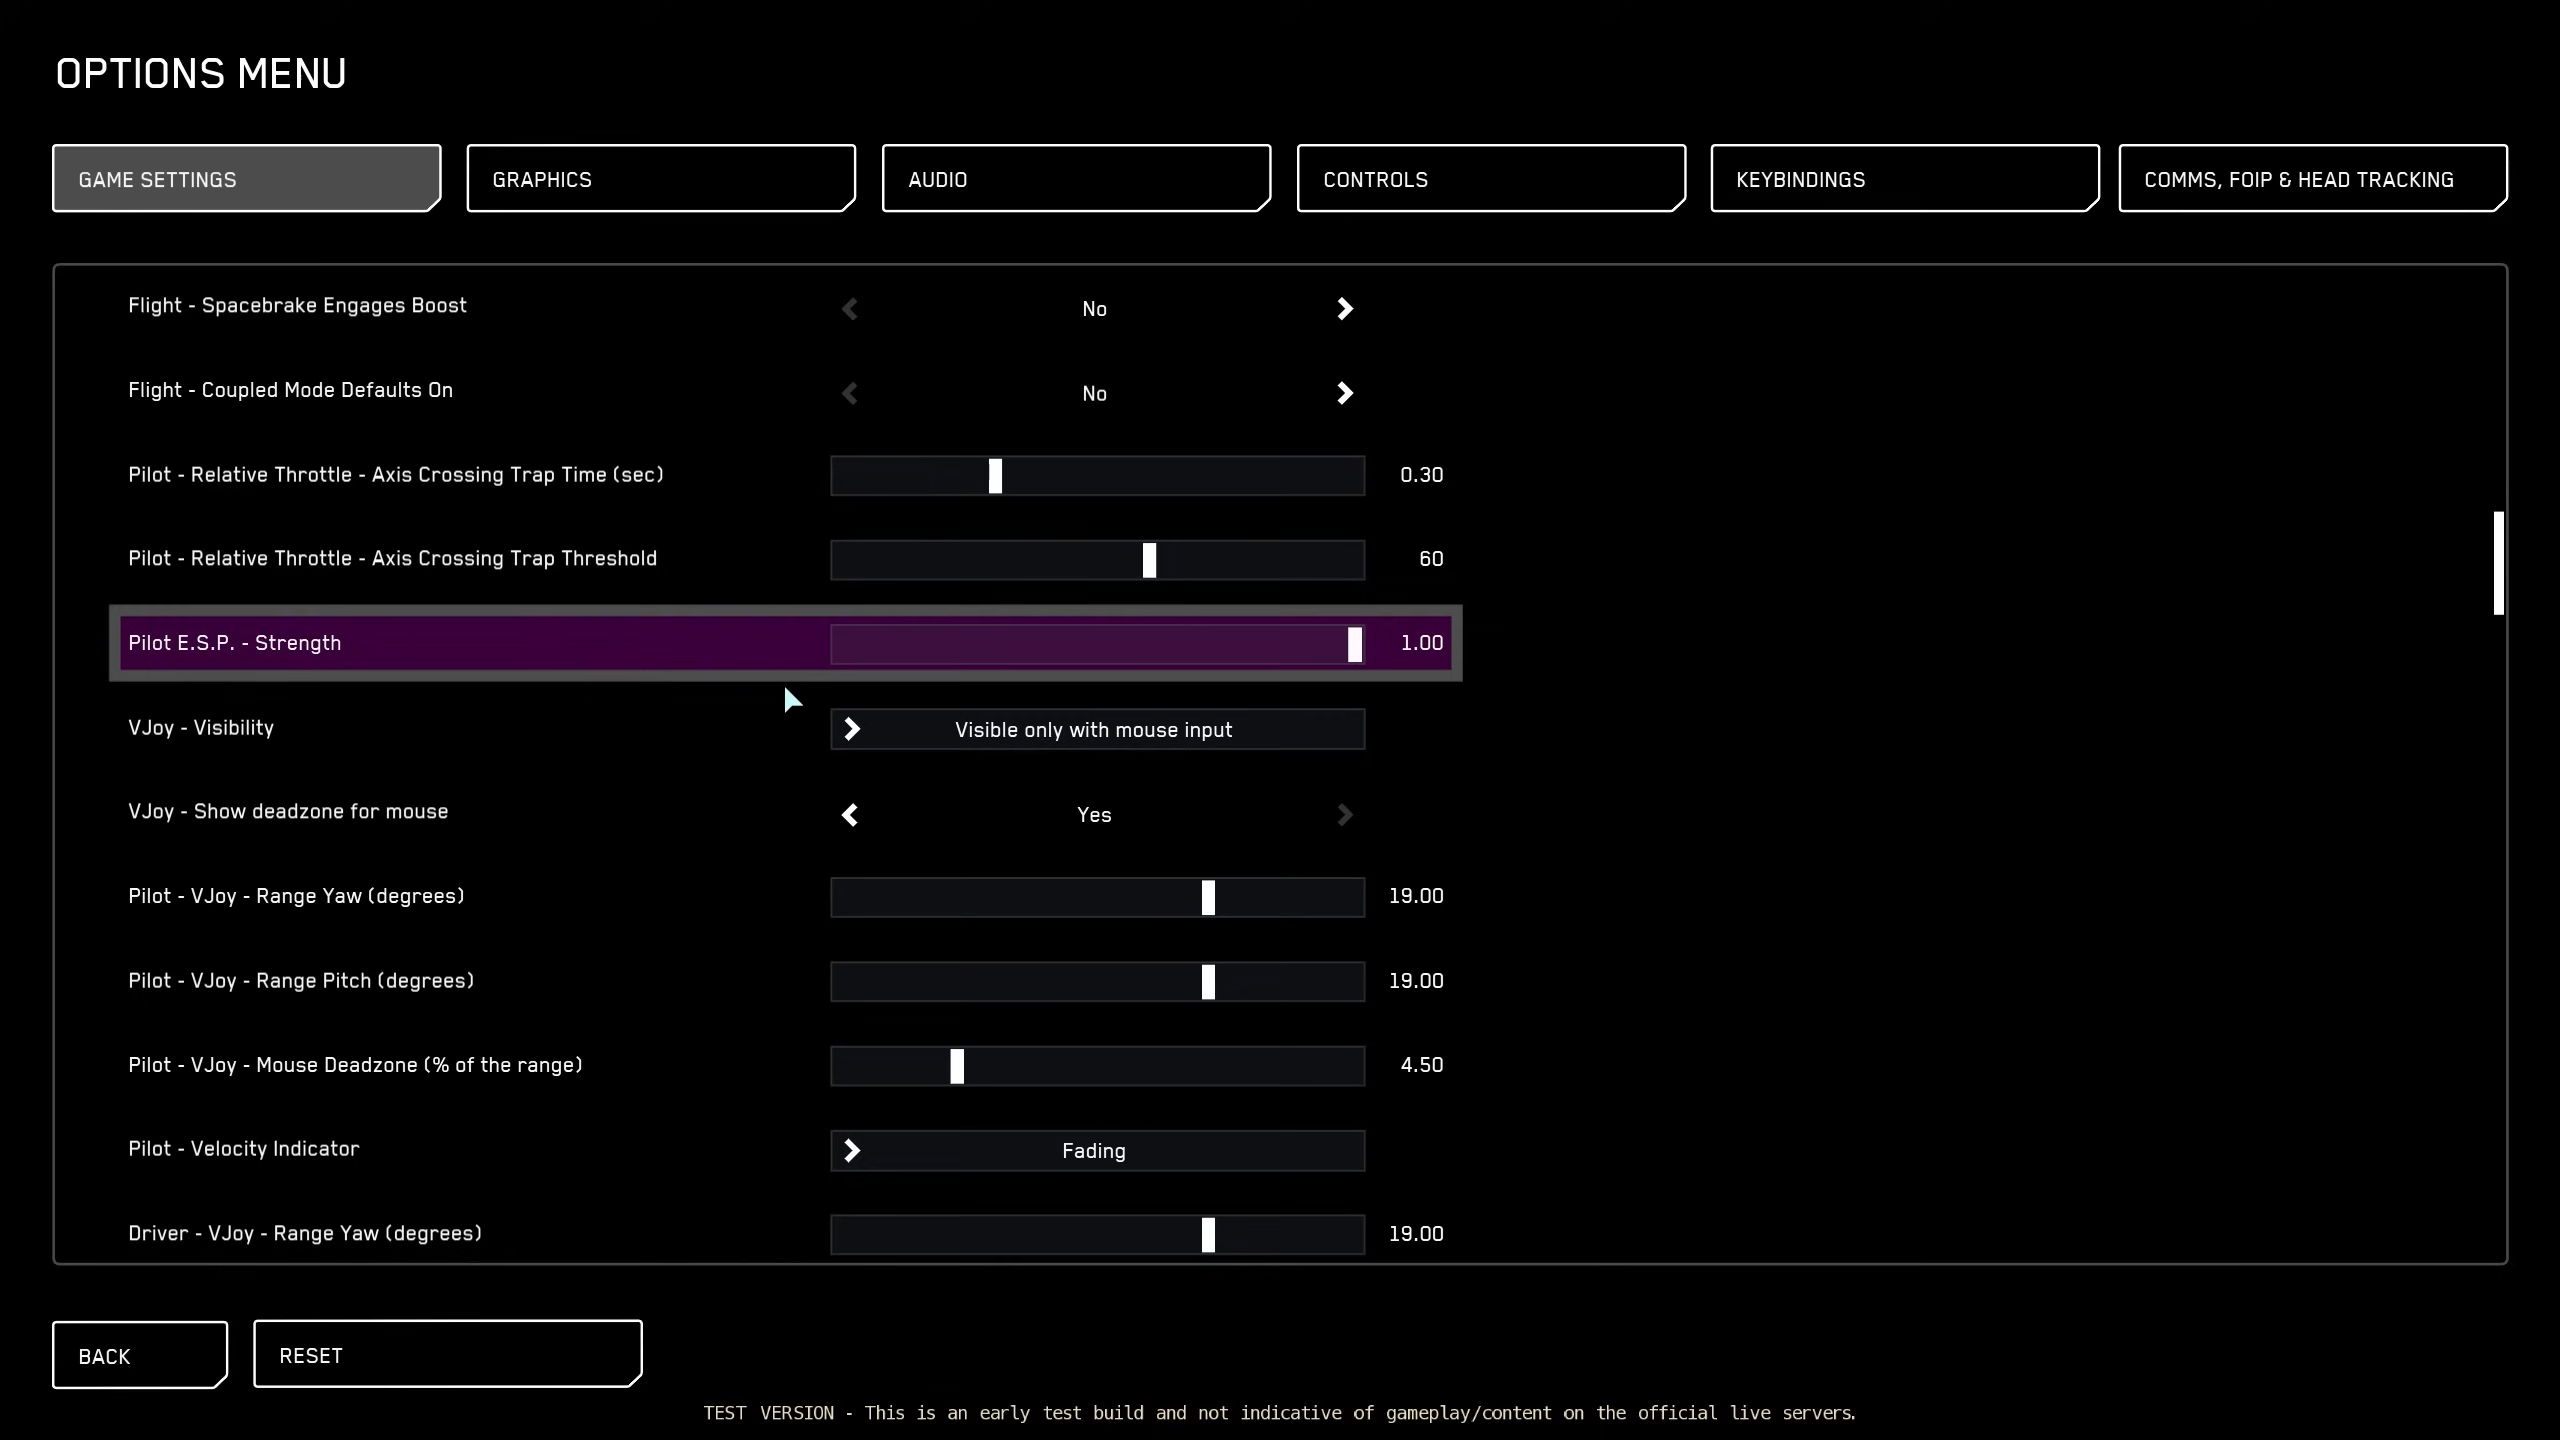 OPTIONS MENU
GAME SETTINGS
GRAPHICS
AUDIO
CONTROLS
KEYBINDINGS
COMMS, FOIP & HEAD TRACKING
Flight - Spacebrake Engages Boost No
Flight - Coupled Mode Defaults On No
Pilot - Relative Throttle - Axis Crossing Trap Time (sec) 0.30
Pilot - Relative Throttle - Axis Crossing Trap Threshold 60
Pilot E.S.P. - Strength 1.00
VJoy - Visibility Visible only with mouse input
VJoy - Show deadzone for mouse Yes
Pilot - VJoy - Range Yaw (degrees) 19.00
Pilot - VJoy - Range Pitch (degrees) 19.00
Pilot - VJoy - Mouse Deadzone (% of the range) 4.50
Pilot - Velocity Indicator Fading
Driver - VJoy - Range Yaw (degrees) 19.00
BACK
RESET
TEST VERSION - This is an early test build and not indicative of gameplay/content on the official live servers.